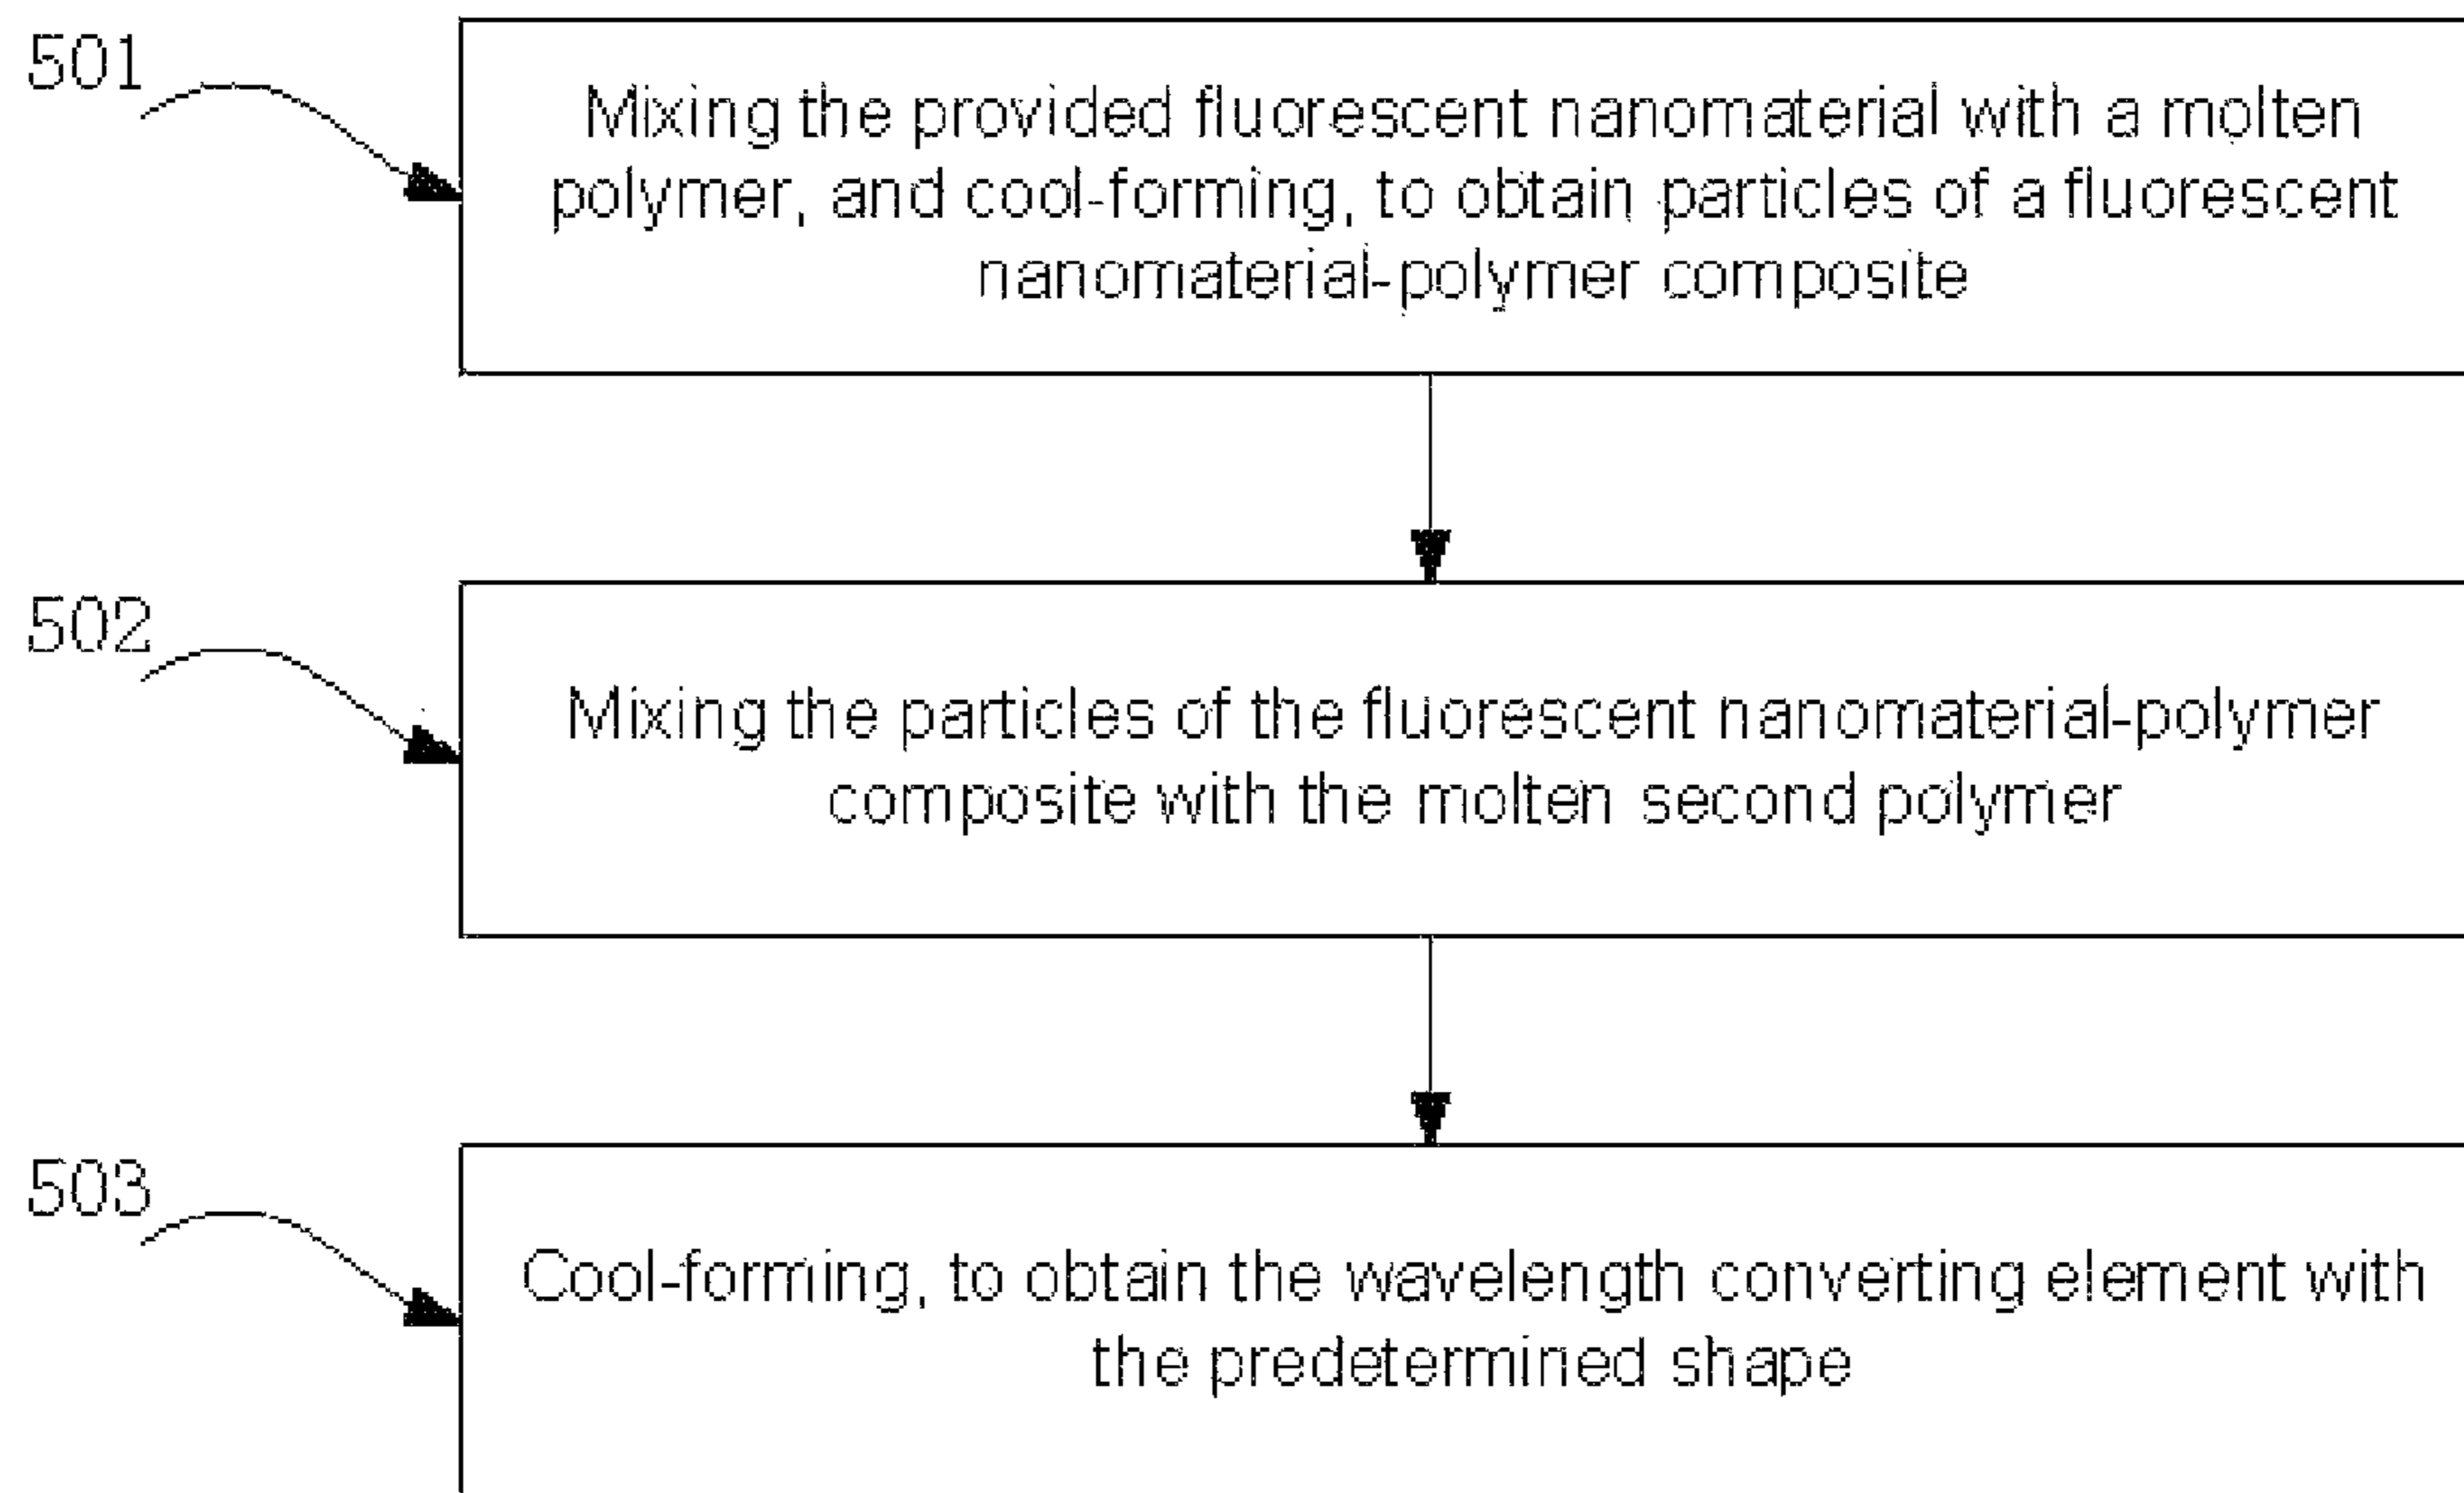 501
Mixing the provided fluorescent nanomaterial with a molten
polymer, and cool-forming, to obtain particles of a fluorescent
nanomaterial-polymer composite
502
Mixing the particles of the fluorescent nanomaterial-polymer
composite with the molten second polymer
503
Cool-forming, to obtain the wavelength converting element with
the predetermined shape